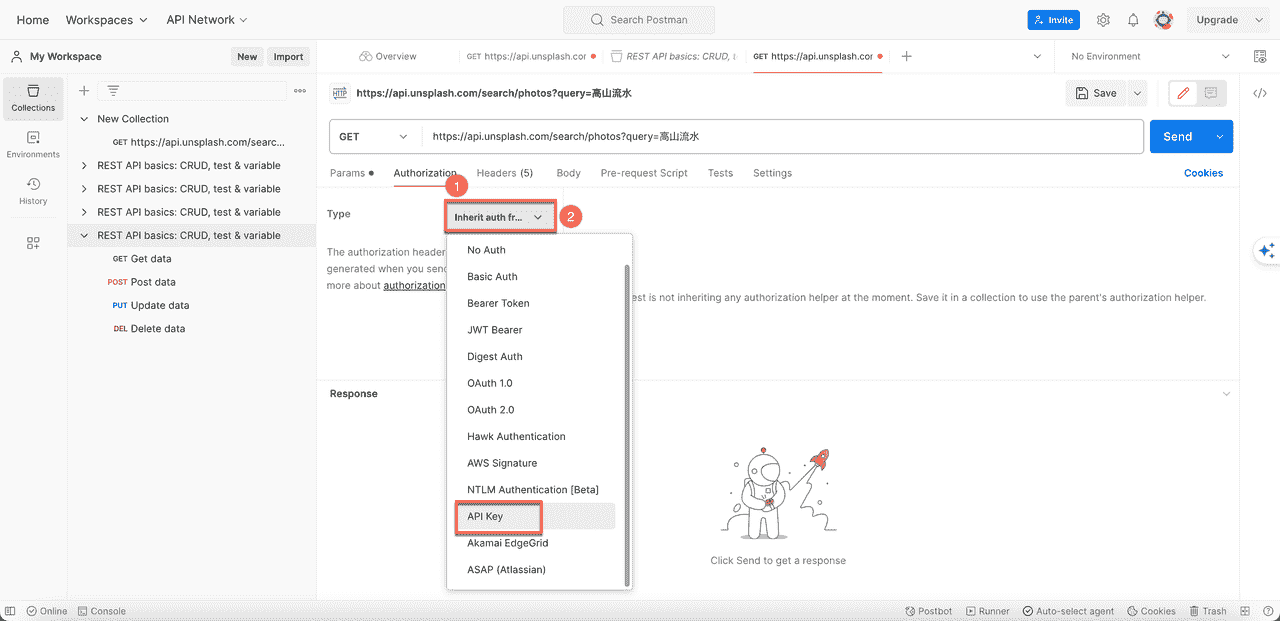 Home Workspaces API Network Search Postman Invite Upgrade
My Workspace New Import Overview GET https://api.unsplash.cor REST API basics: CRUD, t GET https://api.unsplash.cor No Environment
Collections
Environments
History
New Collection
GET https://api.unsplash.com/searc...
REST API basics: CRUD, test & variable
REST API basics: CRUD, test & variable
REST API basics: CRUD, test & variable
REST API basics: CRUD, test & variable
GET Get data
POST Post data
PUT Update data
DEL Delete data
HTTP https://api.unsplash.com/search/photos?query=高山流水 Save
GET https://api.unsplash.com/search/photos?query=高山流水 Send
Params Authorization Headers (5) Body Pre-request Script Tests Settings Cookies
1
Type Inherit auth fr... 2
The authorization header
generated when you send
more about authorization
est is not inheriting any authorization helper at the moment. Save it in a collection to use the parent's authorization helper.
No Auth
Basic Auth
Bearer Token
JWT Bearer
Digest Auth
OAuth 1.0
OAuth 2.0
Hawk Authentication
AWS Signature
NTLM Authentication [Beta]
API Key
Akamai EdgeGrid
ASAP (Atlassian)
Response
Click Send to get a response
Online Console Postbot Runner Auto-select agent Cookies Trash